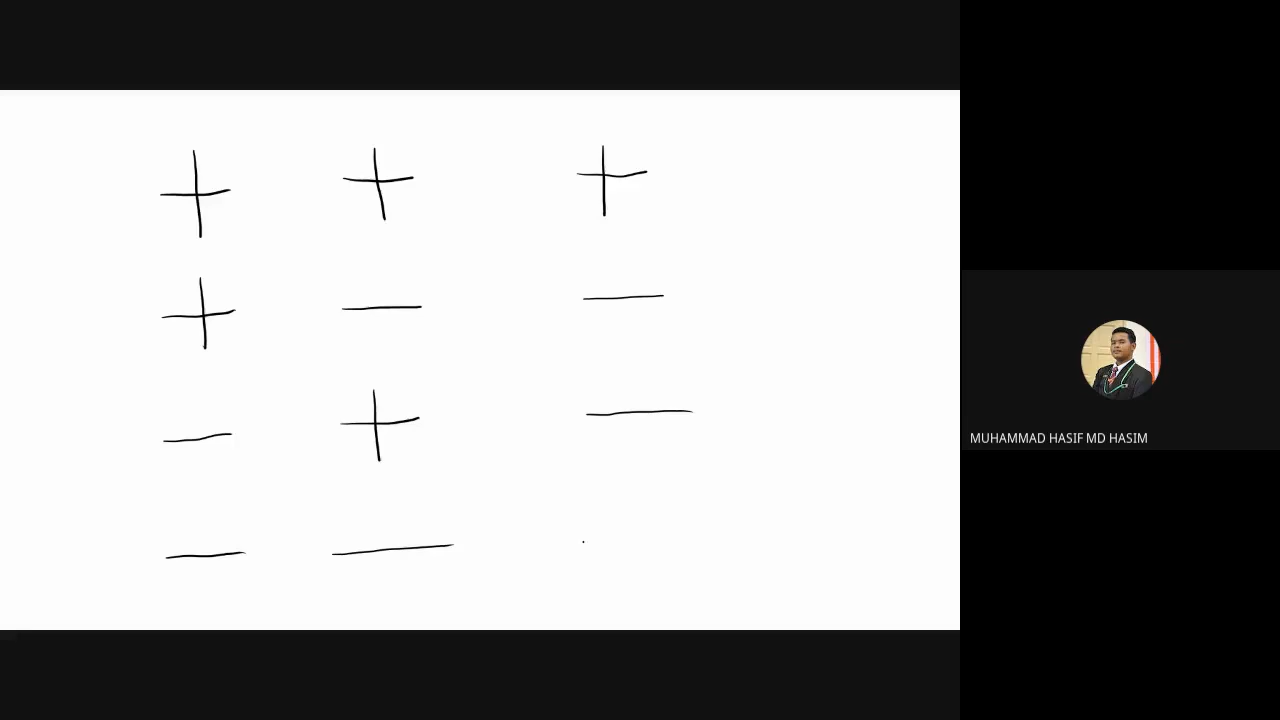 + + +
+ — —
— + —
— —
MUHAMMAD HASIF MD HASIM